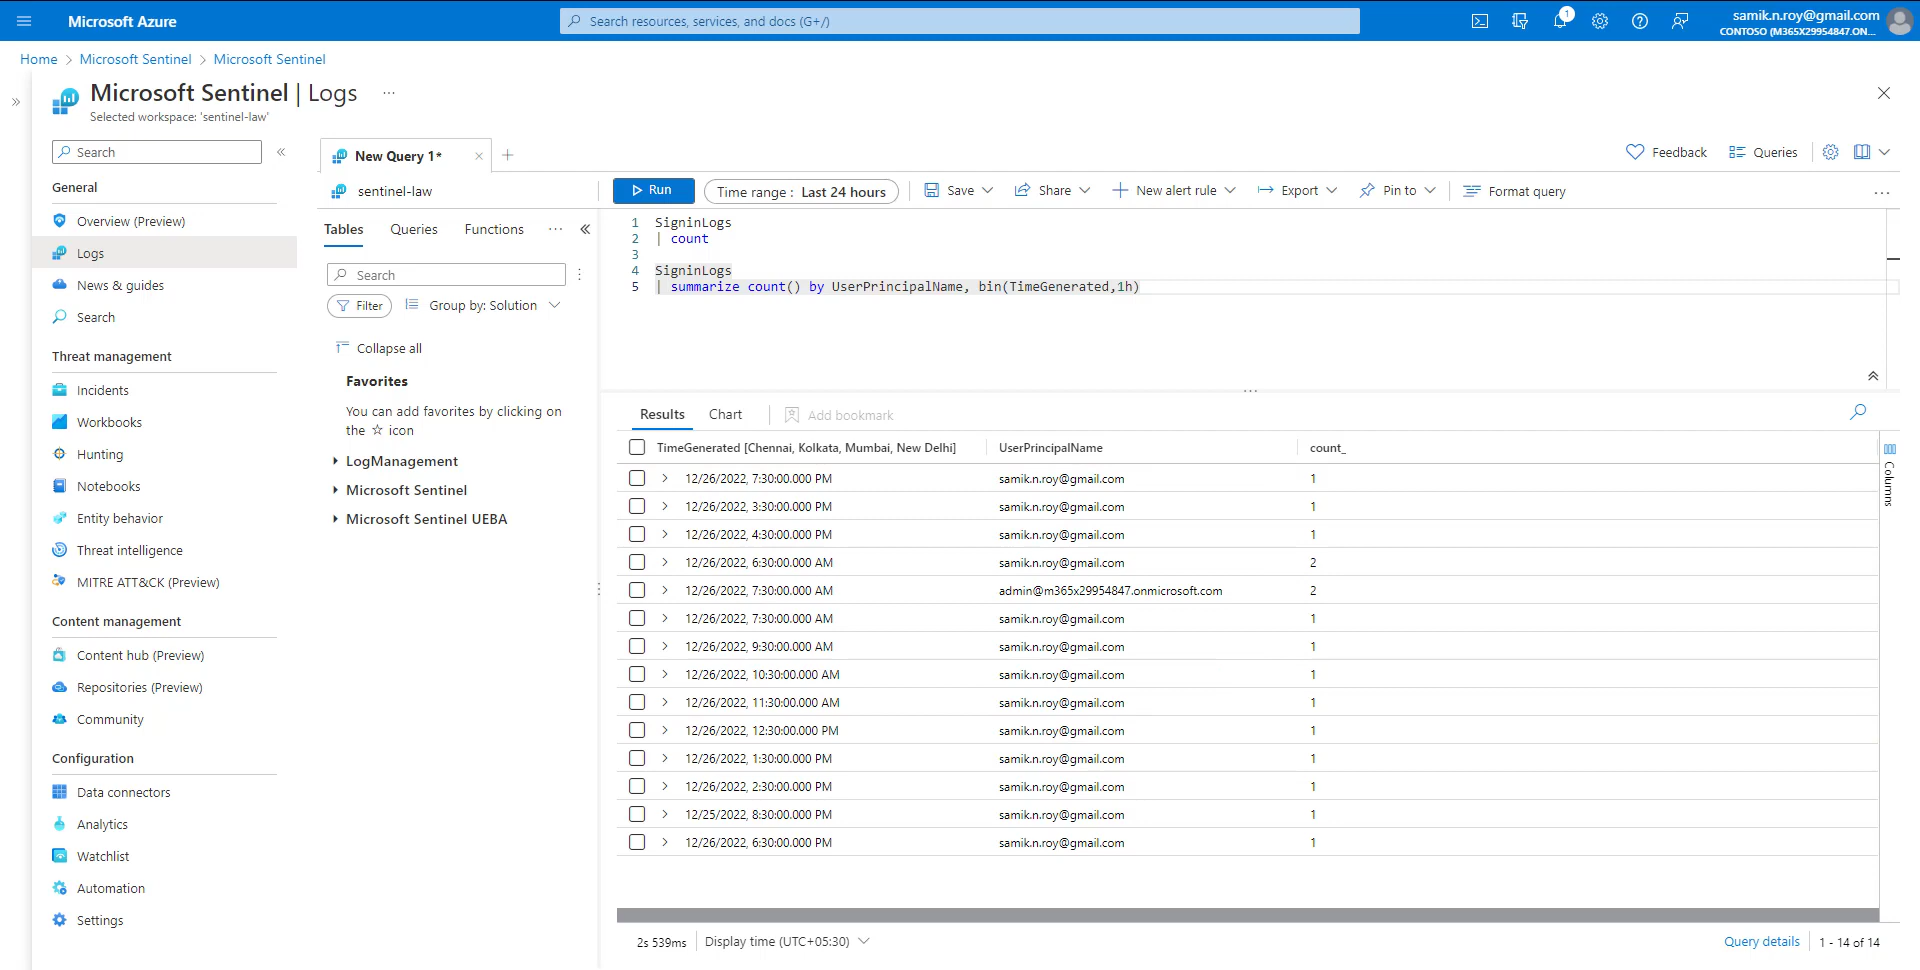 Microsoft Azure
Search resources, services, and docs (G+/)
1
samik.n.roy@gmail.com
CONTOSO (M365X29954847.ON...
Home > Microsoft Sentinel > Microsoft Sentinel
Microsoft Sentinel | Logs ...
Selected workspace: 'sentinel-law'
Search
General
Overview (Preview)
Logs
News & guides
Search
Threat management
Incidents
Workbooks
Hunting
Notebooks
Entity behavior
Threat intelligence
MITRE ATT&CK (Preview)
Content management
Content hub (Preview)
Repositories (Preview)
Community
Configuration
Data connectors
Analytics
Watchlist
Automation
Settings
New Query 1*
Feedback
Queries
sentinel-law
Run
Time range : Last 24 hours
Save
Share
New alert rule
Export
Pin to
Format query
Tables
Queries
Functions
Search
Filter
Group by: Solution
Collapse all
Favorites
You can add favorites by clicking on
the ☆ icon
LogManagement
Microsoft Sentinel
Microsoft Sentinel UEBA
1 SigninLogs
2 | count
3
4 SigninLogs
5 | summarize count() by UserPrincipalName, bin(TimeGenerated,1h)
Results
Chart
Add bookmark
TimeGenerated [Chennai, Kolkata, Mumbai, New Delhi] UserPrincipalName count_
12/26/2022, 7:30:00.000 PM samik.n.roy@gmail.com 1
12/26/2022, 3:30:00.000 PM samik.n.roy@gmail.com 1
12/26/2022, 4:30:00.000 PM samik.n.roy@gmail.com 1
12/26/2022, 6:30:00.000 AM samik.n.roy@gmail.com 2
12/26/2022, 7:30:00.000 AM admin@m365x29954847.onmicrosoft.com 2
12/26/2022, 7:30:00.000 AM samik.n.roy@gmail.com 1
12/26/2022, 9:30:00.000 AM samik.n.roy@gmail.com 1
12/26/2022, 10:30:00.000 AM samik.n.roy@gmail.com 1
12/26/2022, 11:30:00.000 AM samik.n.roy@gmail.com 1
12/26/2022, 12:30:00.000 PM samik.n.roy@gmail.com 1
12/26/2022, 1:30:00.000 PM samik.n.roy@gmail.com 1
12/26/2022, 2:30:00.000 PM samik.n.roy@gmail.com 1
12/25/2022, 8:30:00.000 PM samik.n.roy@gmail.com 1
12/26/2022, 6:30:00.000 PM samik.n.roy@gmail.com 1
Columns
2s 539ms
Display time (UTC+05:30)
Query details
1 - 14 of 14